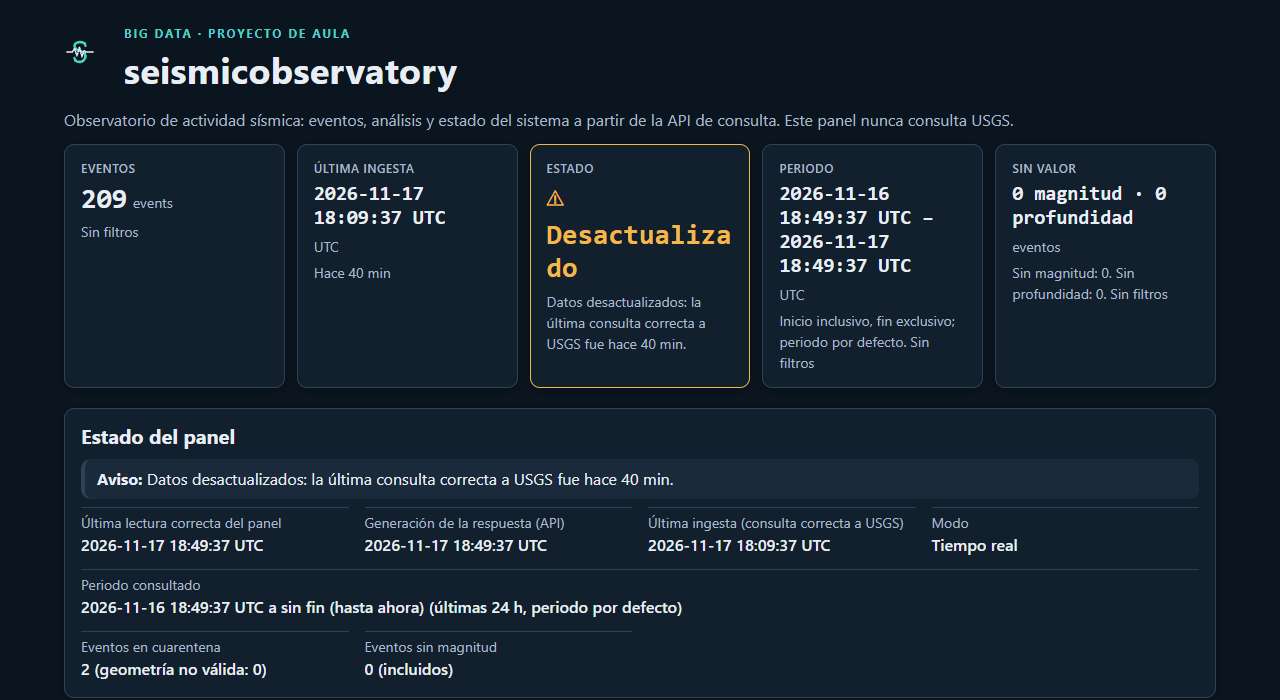 BIG DATA · PROYECTO DE AULA
seismicobservatory
Observatorio de actividad sísmica: eventos, análisis y estado del sistema a partir de la API de consulta. Este panel nunca consulta USGS.
EVENTOS
209 events
Sin filtros
ÚLTIMA INGESTA
2026-11-17
18:09:37 UTC
UTC
Hace 40 min
ESTADO
Desactualiza
do
Datos desactualizados: la
última consulta correcta a
USGS fue hace 40 min.
PERIODO
2026-11-16
18:49:37 UTC –
2026-11-17
18:49:37 UTC
UTC
Inicio inclusivo, fin exclusivo;
periodo por defecto. Sin
filtros
SIN VALOR
0 magnitud · 0
profundidad
eventos
Sin magnitud: 0. Sin
profundidad: 0. Sin filtros
Estado del panel
Aviso: Datos desactualizados: la última consulta correcta a USGS fue hace 40 min.
Última lectura correcta del panel
2026-11-17 18:49:37 UTC
Generación de la respuesta (API)
2026-11-17 18:49:37 UTC
Última ingesta (consulta correcta a USGS)
2026-11-17 18:09:37 UTC
Modo
Tiempo real
Periodo consultado
2026-11-16 18:49:37 UTC a sin fin (hasta ahora) (últimas 24 h, periodo por defecto)
Eventos en cuarentena
2 (geometría no válida: 0)
Eventos sin magnitud
0 (incluidos)